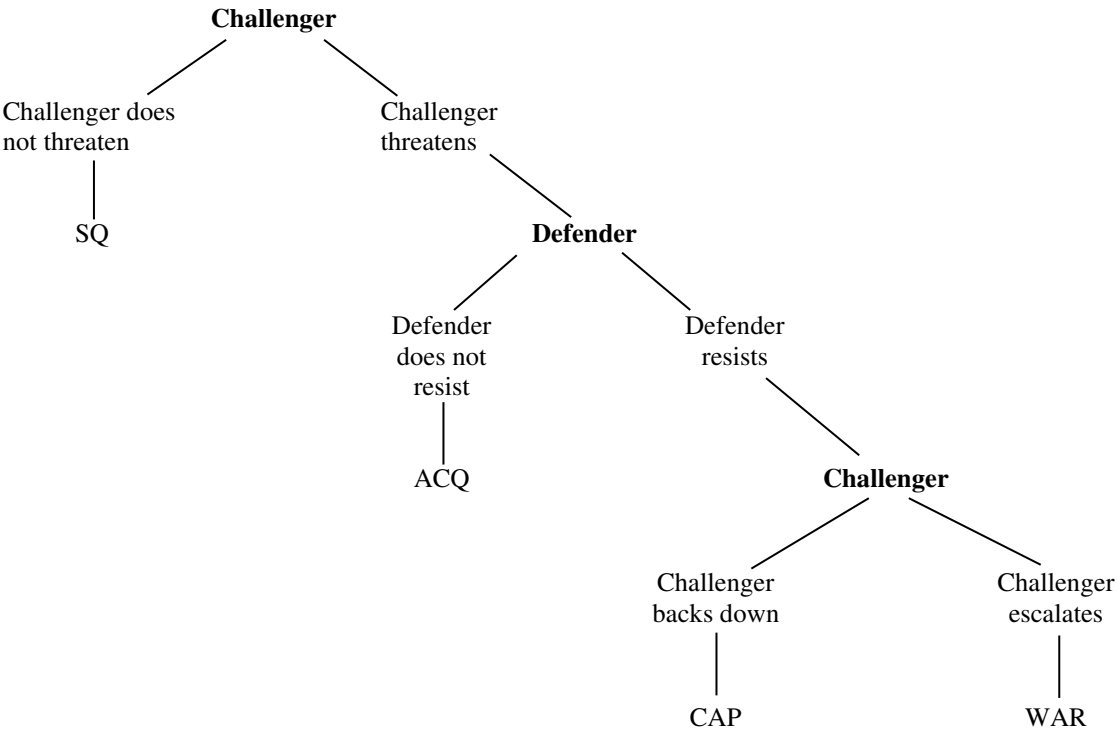 Challenger
Challenger does
not threaten
Challenger
threatens
SQ
Defender
Defender
does not
resist
Defender
resists
ACQ
Challenger
Challenger
backs down
Challenger
escalates
CAP
WAR